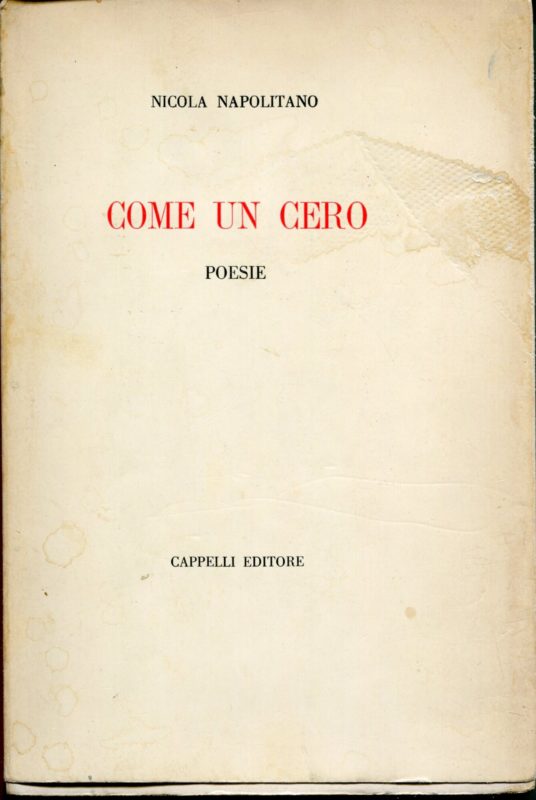 NICOLA NAPOLITANO
COME UN CERO
POESIE
CAPPELLI EDITORE